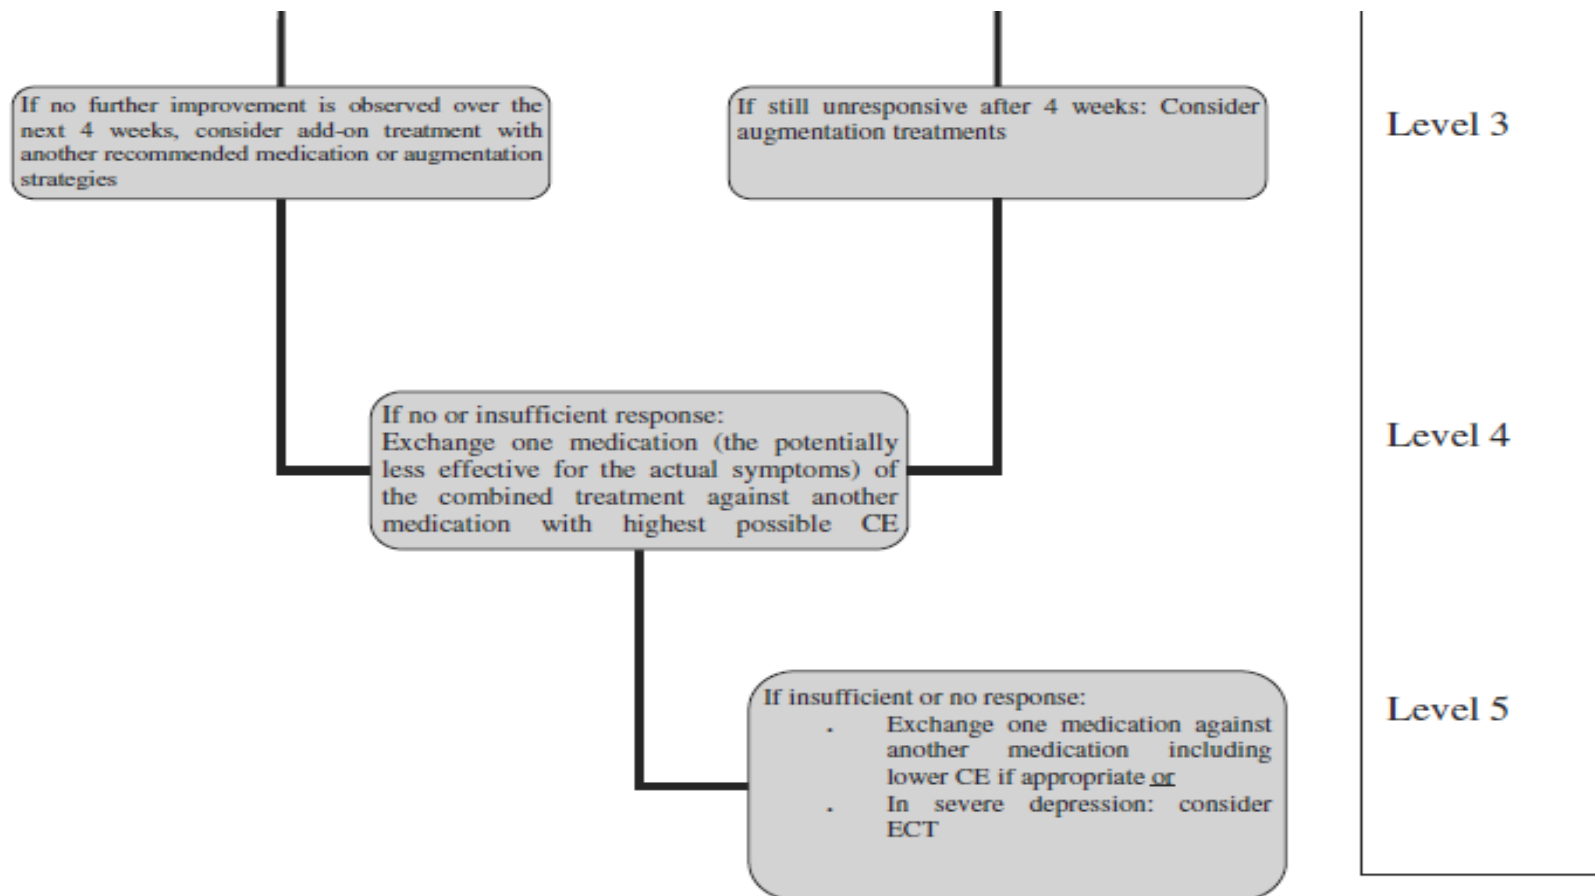 If no further improvement is observed over the
next 4 weeks, consider add-on treatment with
another recommended medication or augmentation
strategies
If still unresponsive after 4 weeks: Consider
augmentation treatments
Level 3
If no or insufficient response:
Exchange one medication (the potentially
less effective for the actual symptoms) of
the combined treatment against another
medication with highest possible CE
Level 4
If insufficient or no response:
. Exchange one medication against
another medication including
lower CE if appropriate or
. In severe depression: consider
ECT
Level 5